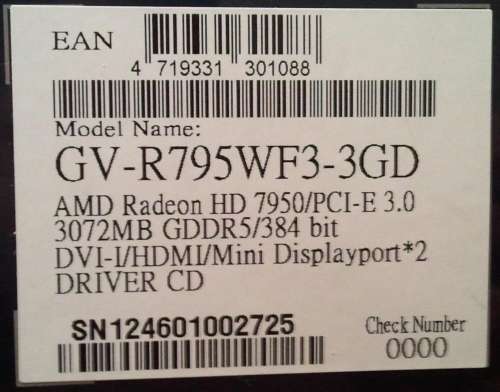 EAN
4 719331 301088
Model Name:
GV-R795WF3-3GD
AMD Radeon HD 7950/PCI-E 3.0
3072MB GDDR5/384 bit
DVI-I/HDMI/Mini Displayport*2
DRIVER CD
SN124601002725
Check Number
0000